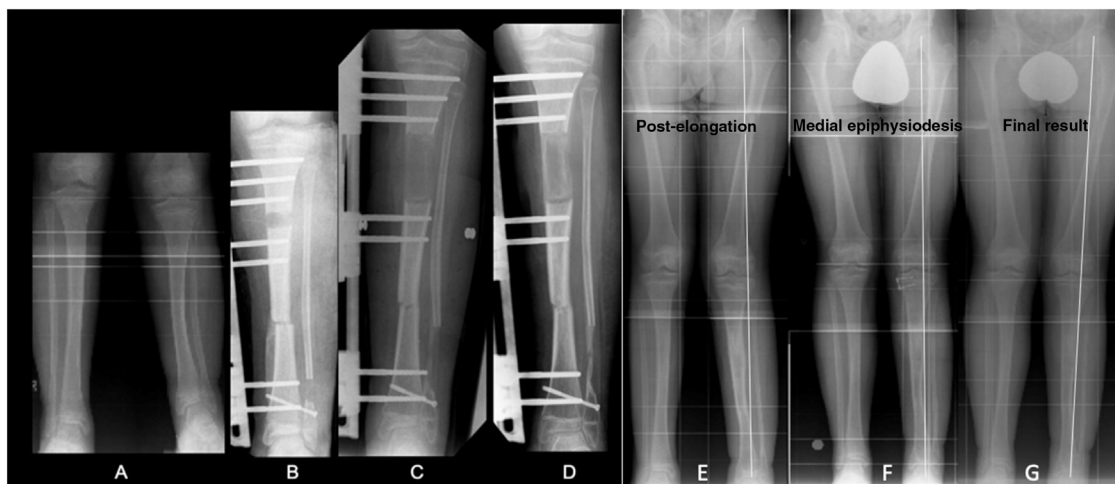 Post-elongation
Medial epiphysiodesis
Final result
A
B
C
D
E
F
G